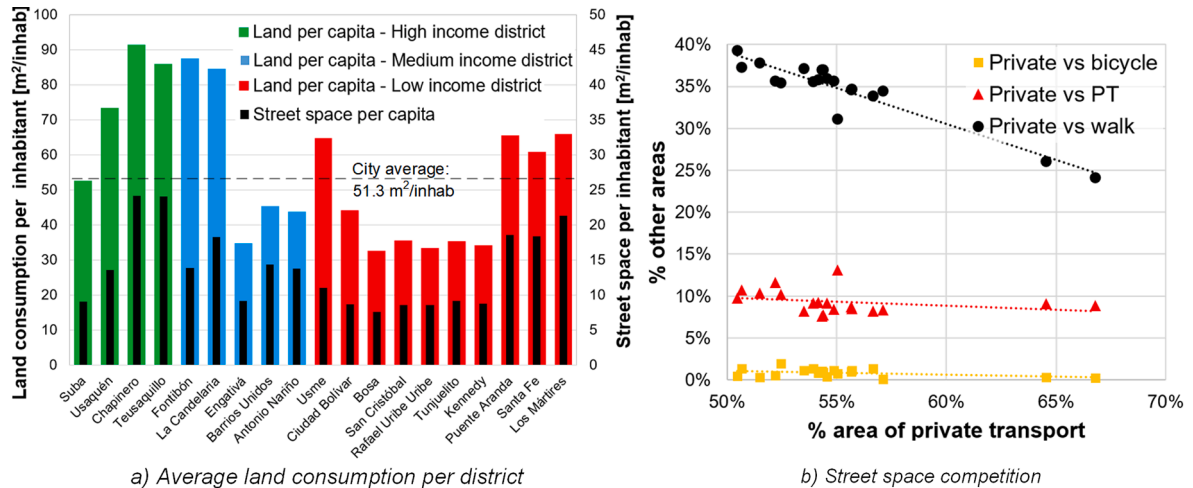 Land consumption per inhabitant [m²/inhab]
100
90
80
70
60
50
40
30
20
10
0
Land per capita - High income district
Land per capita - Medium income district
Land per capita - Low income district
Street space per capita
City average:
51.3 m²/inhab
50
45
40
35
30
25
20
15
10
5
0
Street space per inhabitant [m²/inhab]
Suba
Usaquén
Chapinero
Teusaquillo
Fontibón
La Candelaria
Engativá
Barrios Unidos
Antonio Nariño
Usme
Ciudad Bolívar
Bosa
San Cristóbal
Rafael Uribe Uribe
Tunjuelito
Kennedy
Puente Aranda
Santa Fe
Los Mártires
a) Average land consumption per district
% other areas
40%
35%
30%
25%
20%
15%
10%
5%
0%
Private vs bicycle
Private vs PT
Private vs walk
50%
55%
60%
65%
70%
% area of private transport
b) Street space competition